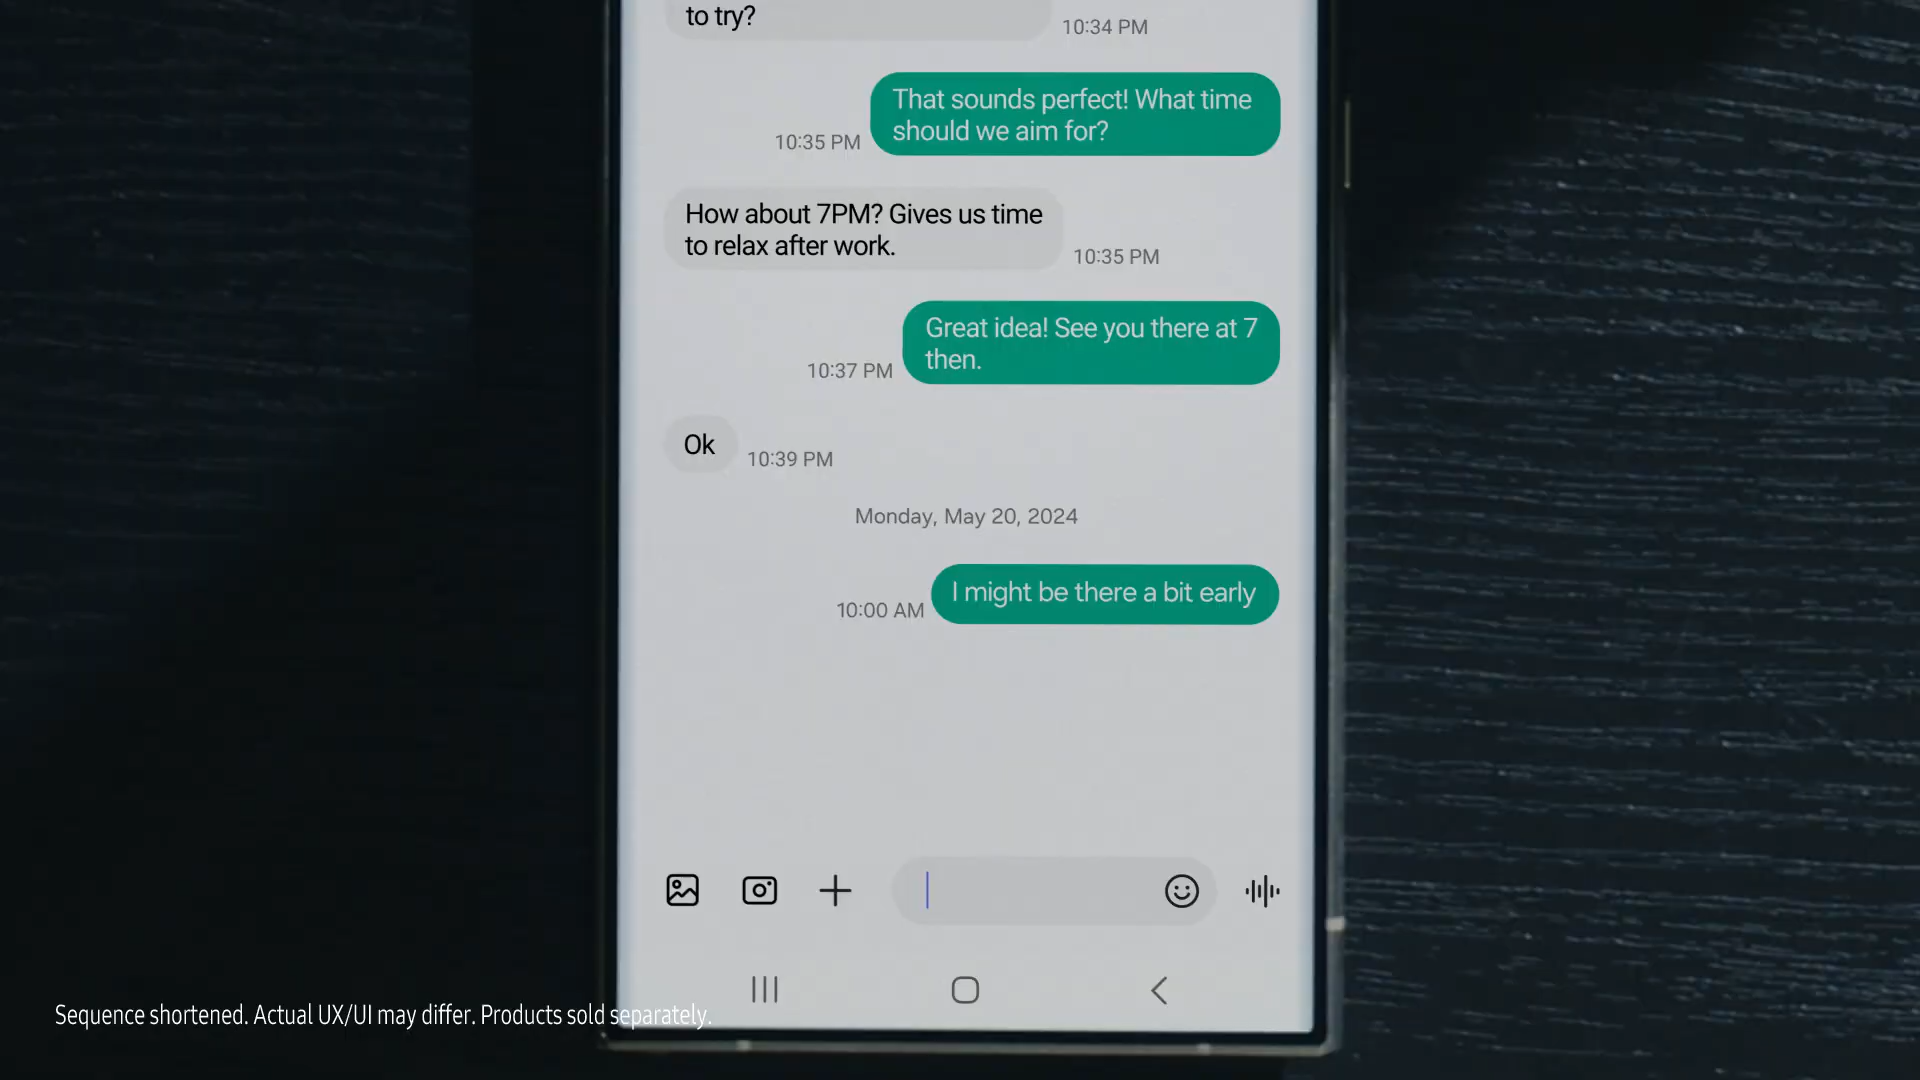 to try?
10:34 PM
That sounds perfect! What time
should we aim for?
10:35 PM
How about 7PM? Gives us time
to relax after work.
10:35 PM
Great idea! See you there at 7
then.
10:37 PM
Ok
10:39 PM
Monday, May 20, 2024
I might be there a bit early
10:00 AM
Sequence shortened. Actual UX/UI may differ. Products sold separately.